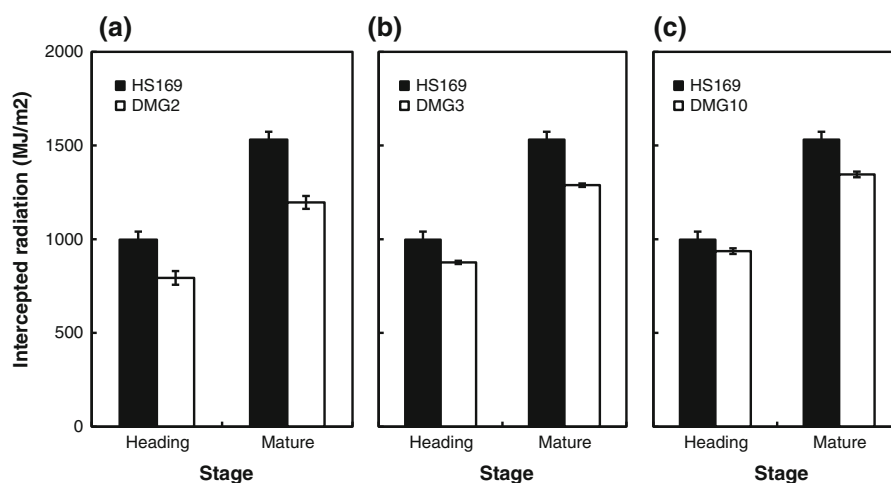 (a) (b) (c)
Intercepted radiation (MJ/m2)
2000
1500
1000
500
0
HS169
DMG2
HS169
DMG3
HS169
DMG10
Heading Mature
Heading Mature
Heading Mature
Stage Stage Stage